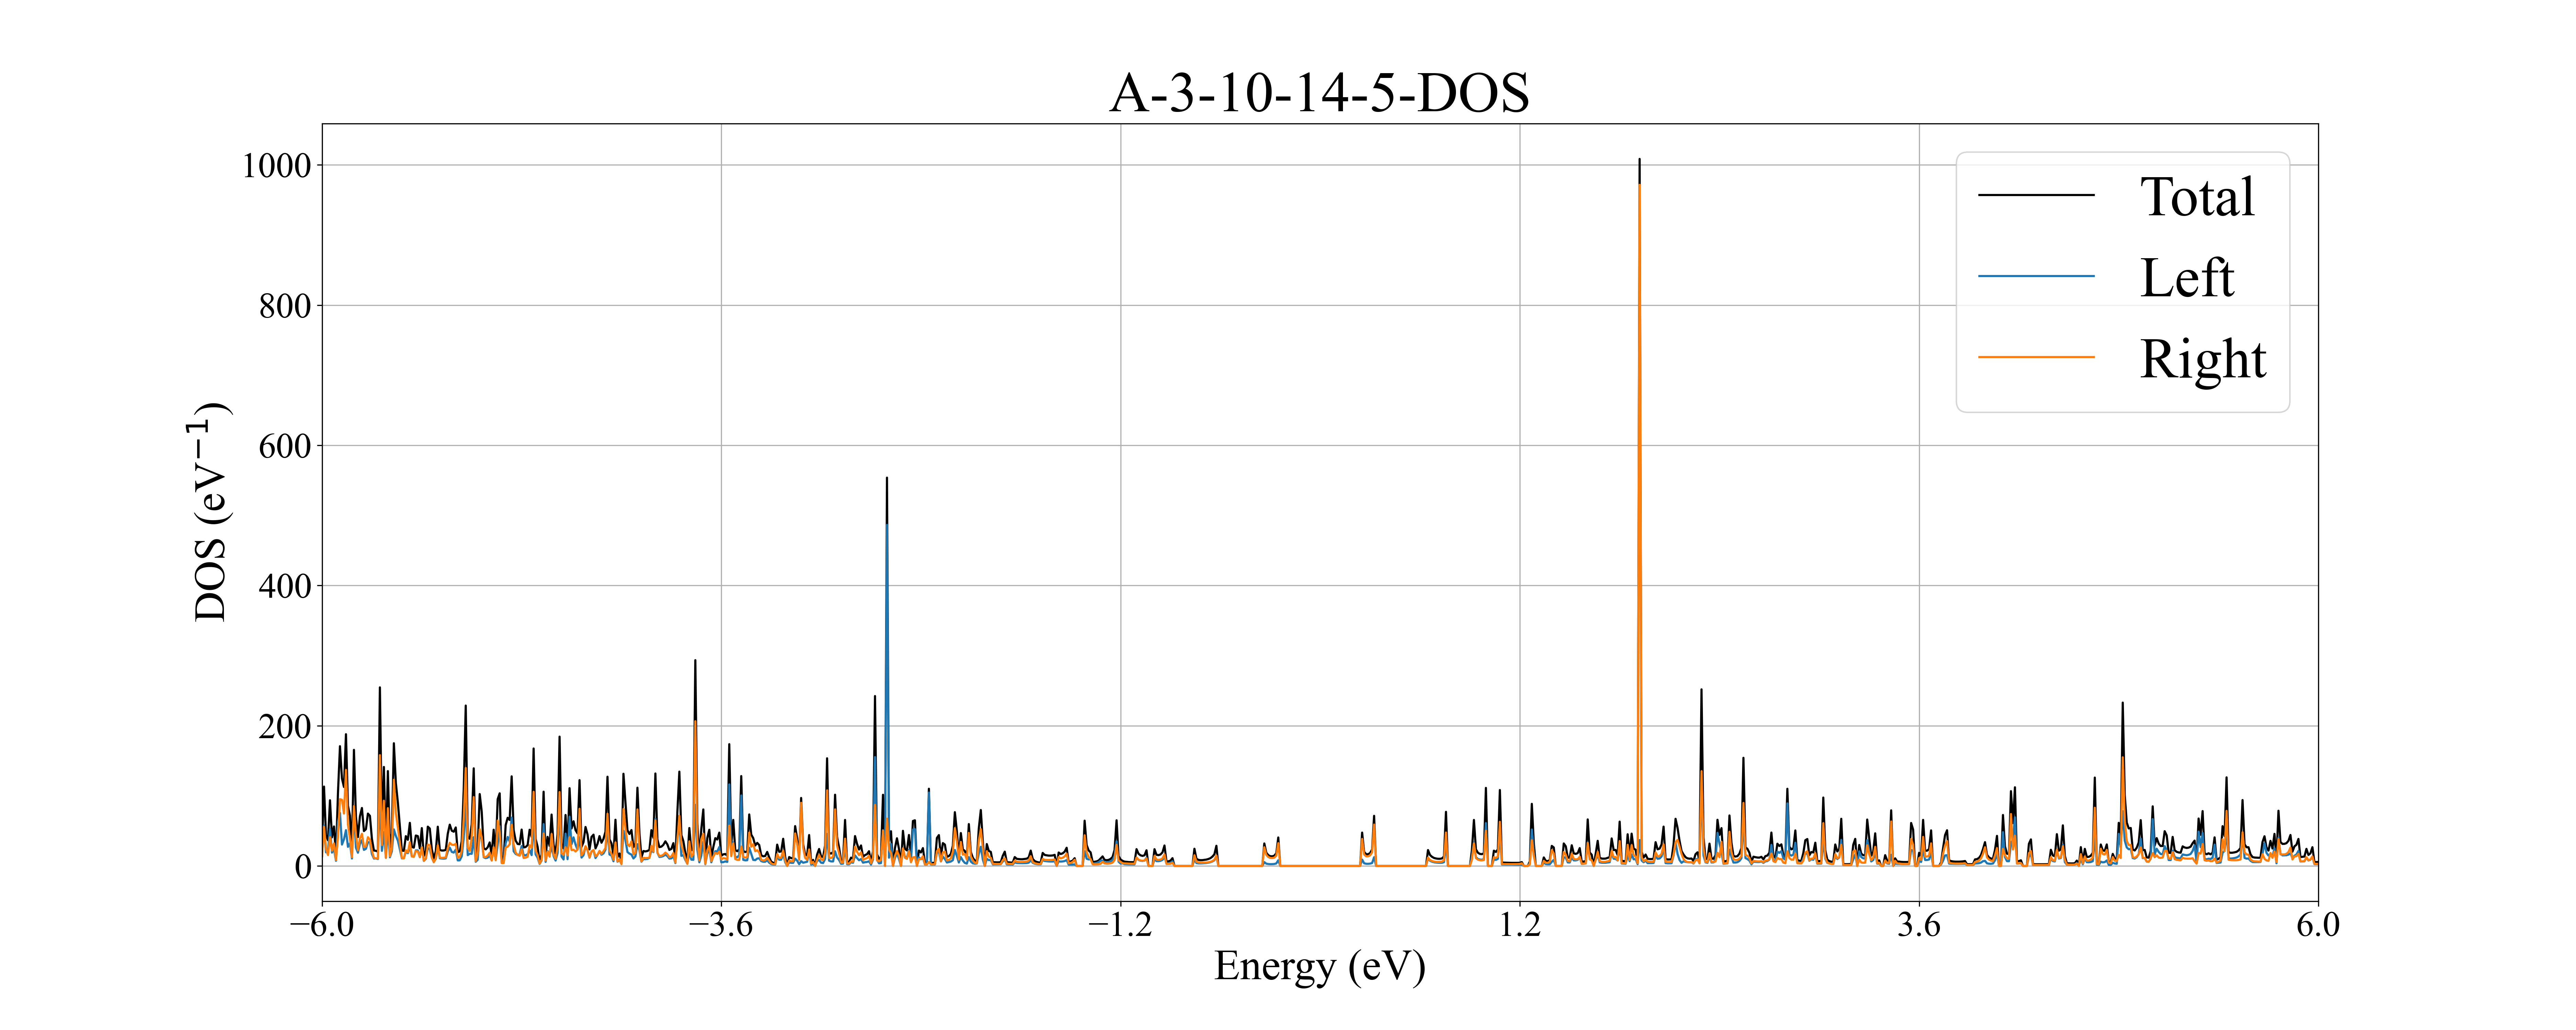 A-3-10-14-5-DOS
1000
800
600
400
200
0
DOS (eV⁻¹)
−6.0
−3.6
−1.2
1.2
3.6
6.0
Energy (eV)
Total
Left
Right